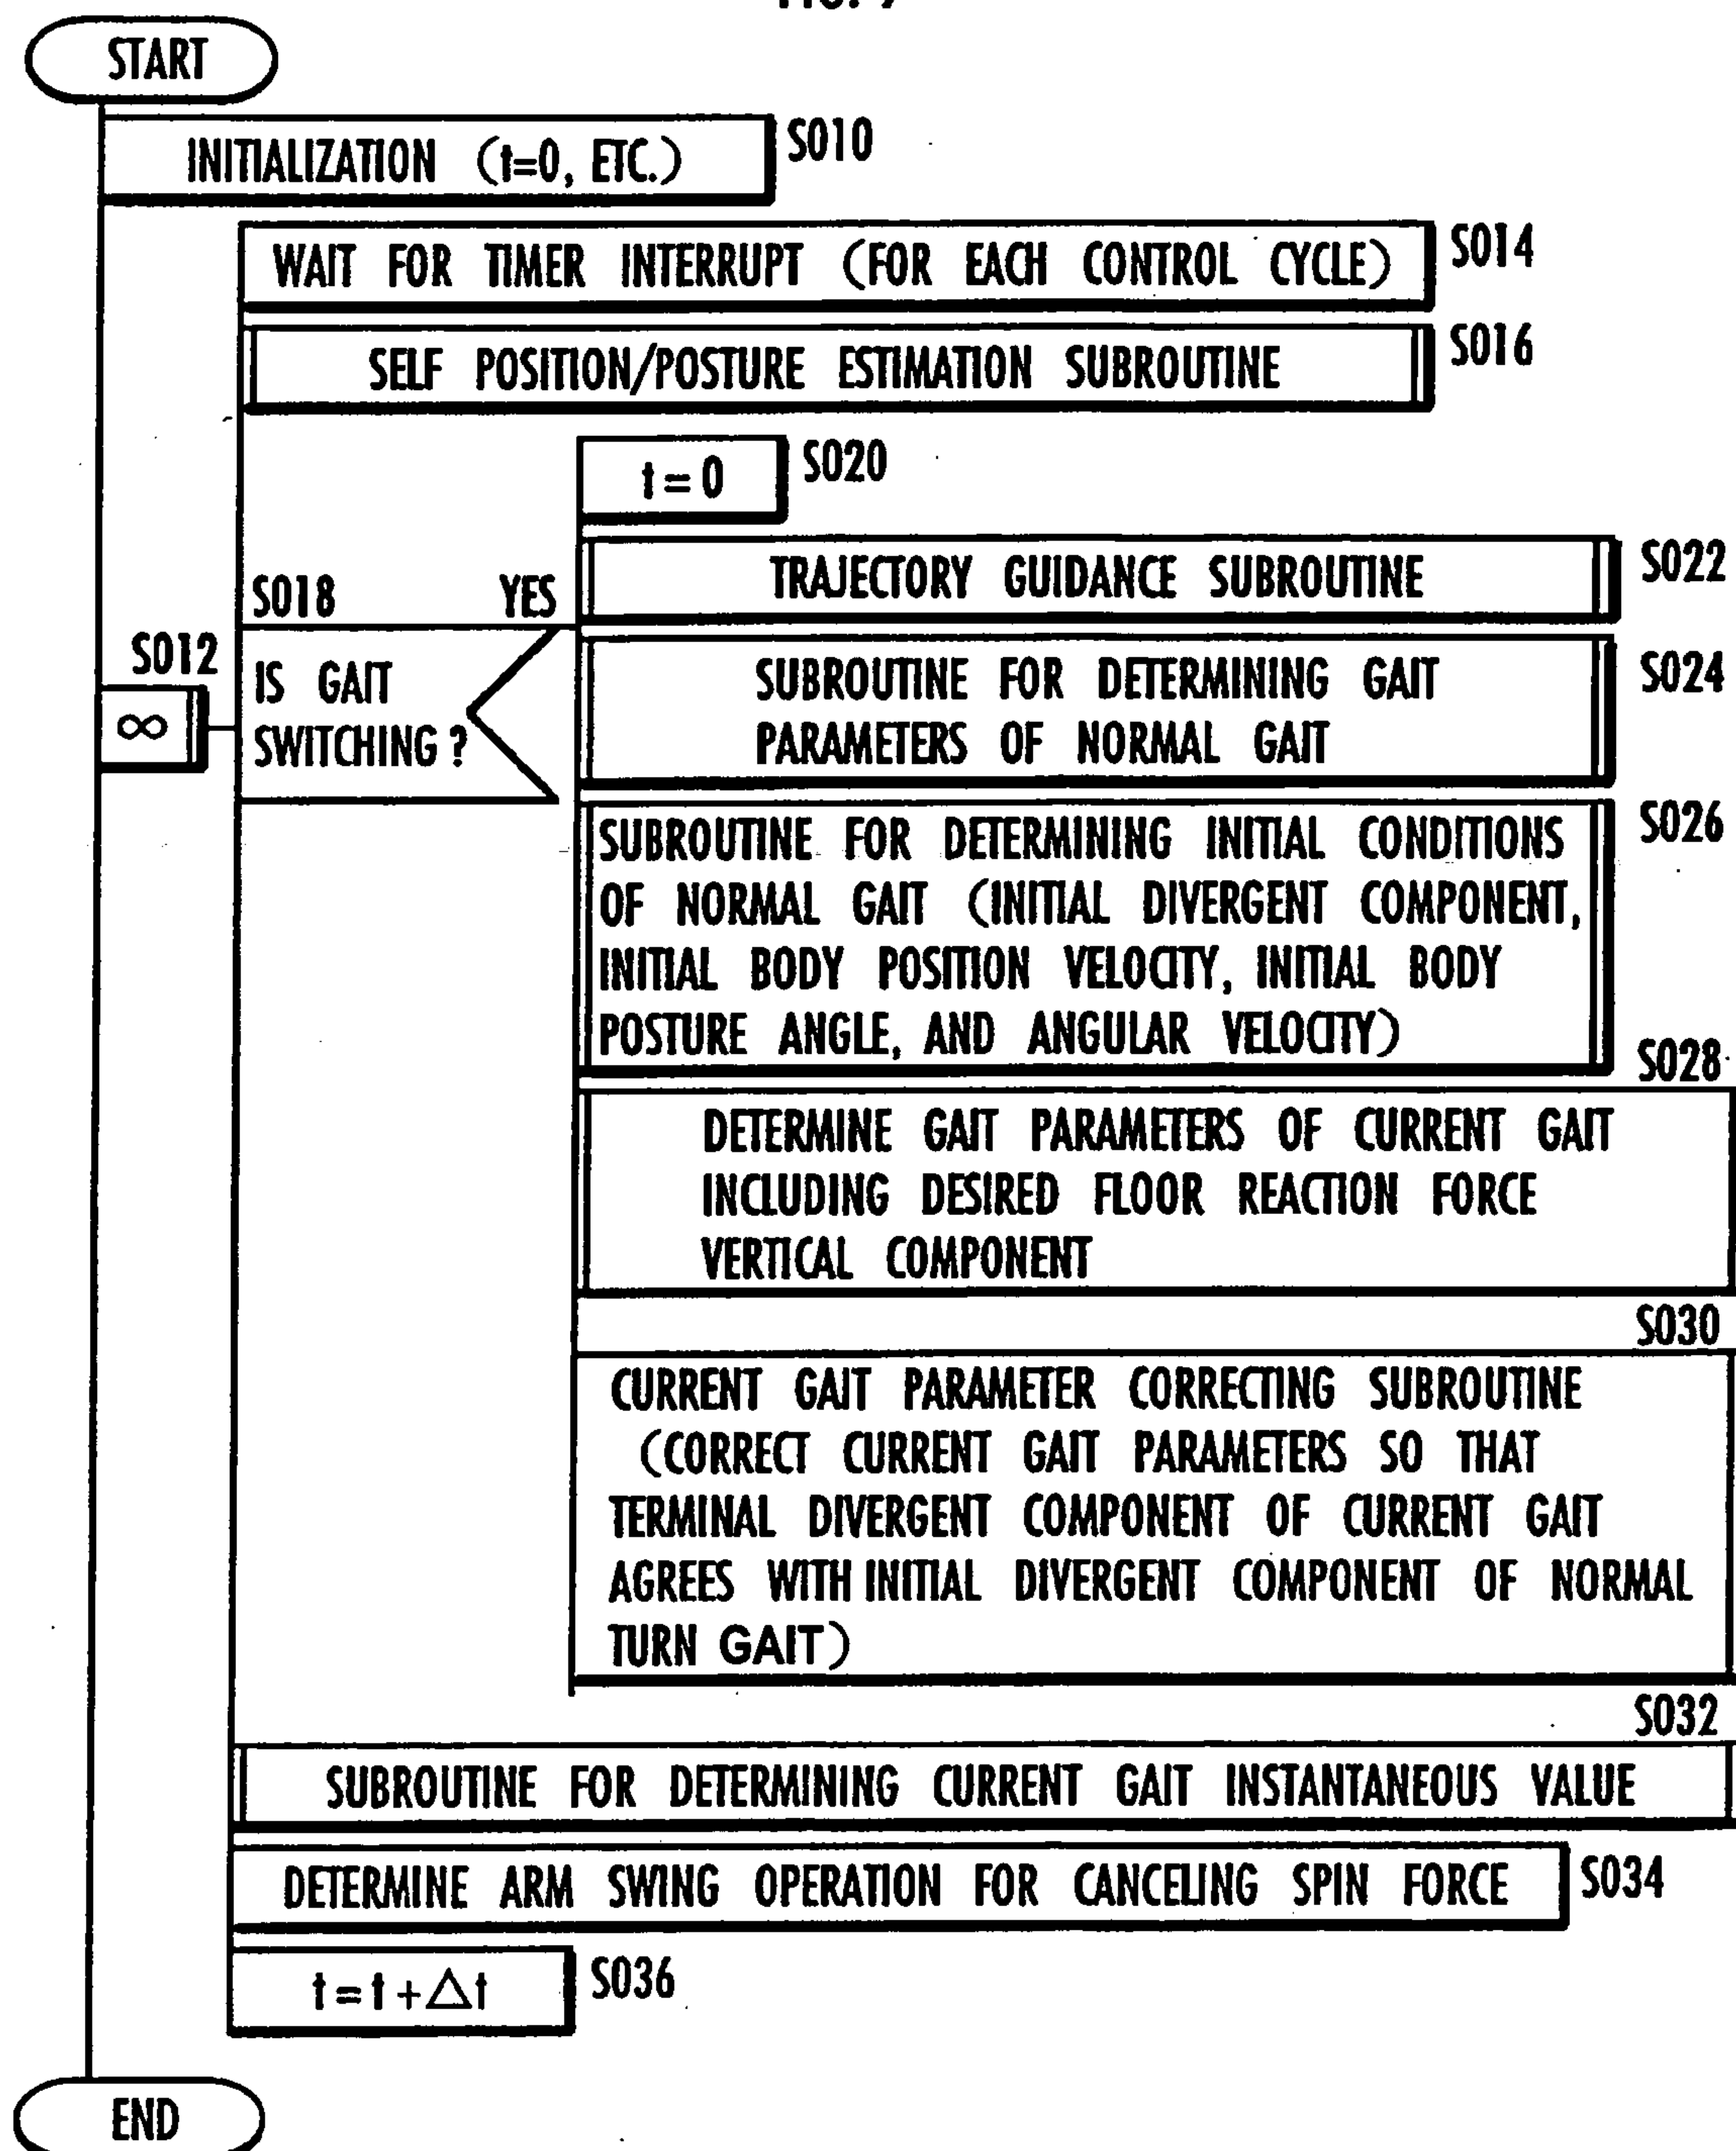 START
INITIALIZATION (t=0, ETC.) S010
WAIT FOR TIMER INTERRUPT (FOR EACH CONTROL CYCLE) S014
SELF POSITION/POSTURE ESTIMATION SUBROUTINE S016
t=0 S020
TRAJECTORY GUIDANCE SUBROUTINE S022
S018 YES
S012
∞
IS GAIT
SWITCHING?
SUBROUTINE FOR DETERMINING GAIT S024
PARAMETERS OF NORMAL GAIT
SUBROUTINE FOR DETERMINING INITIAL CONDITIONS S026
OF NORMAL GAIT (INITIAL DIVERGENT COMPONENT,
INITIAL BODY POSITION VELOCITY, INITIAL BODY
POSTURE ANGLE, AND ANGULAR VELOCITY)
S028
DETERMINE GAIT PARAMETERS OF CURRENT GAIT
INCLUDING DESIRED FLOOR REACTION FORCE
VERTICAL COMPONENT
S030
CURRENT GAIT PARAMETER CORRECTING SUBROUTINE
(CORRECT CURRENT GAIT PARAMETERS SO THAT
TERMINAL DIVERGENT COMPONENT OF CURRENT GAIT
AGREES WITH INITIAL DIVERGENT COMPONENT OF NORMAL
TURN GAIT)
S032
SUBROUTINE FOR DETERMINING CURRENT GAIT INSTANTANEOUS VALUE
DETERMINE ARM SWING OPERATION FOR CANCELING SPIN FORCE S034
t=t+△t S036
END